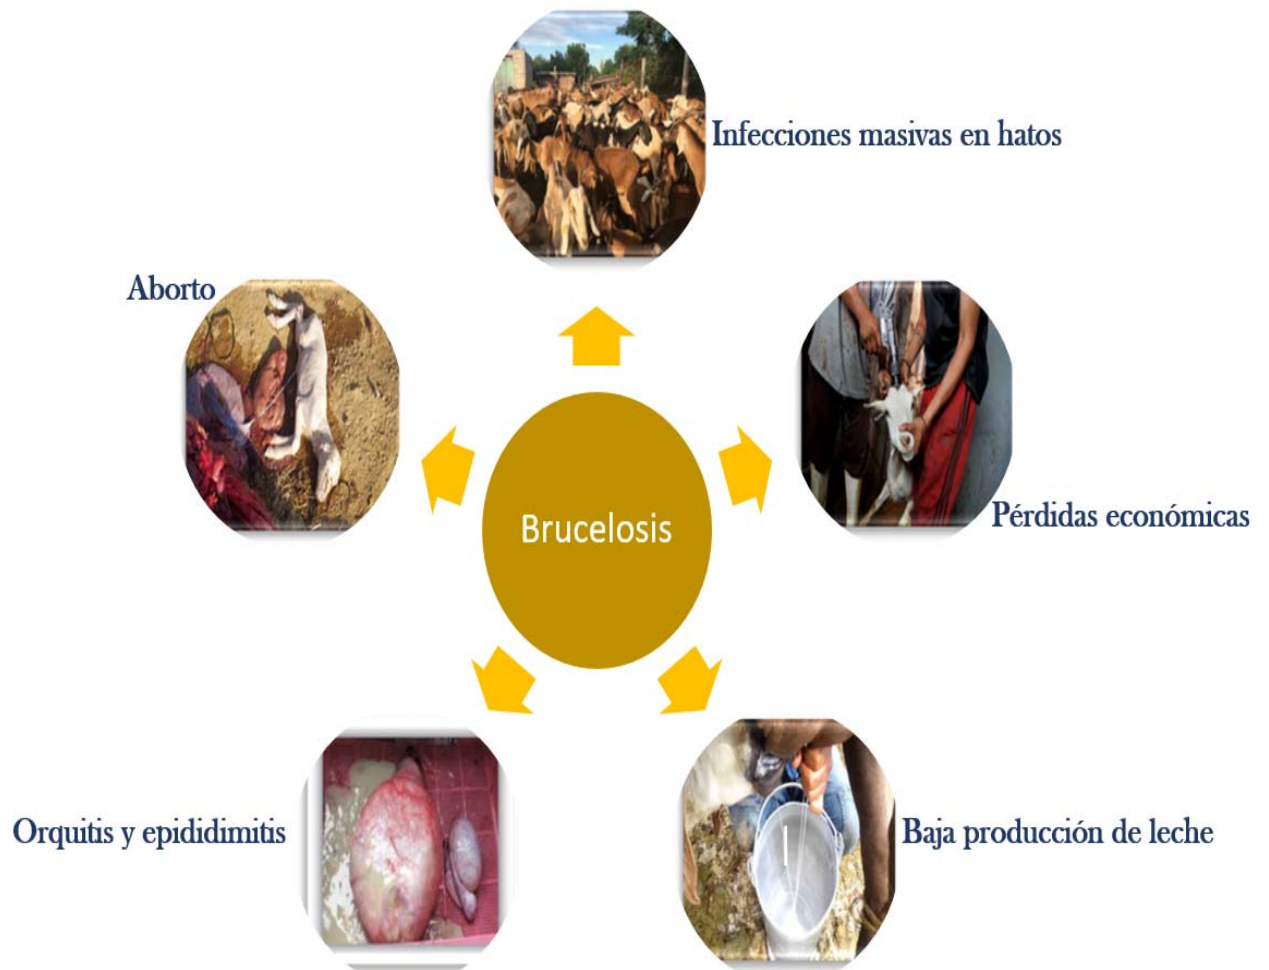 Infecciones masivas en hatos
Aborto
Pérdidas económicas
Brucelosis
Orquitis y epididimitis
Baja producción de leche